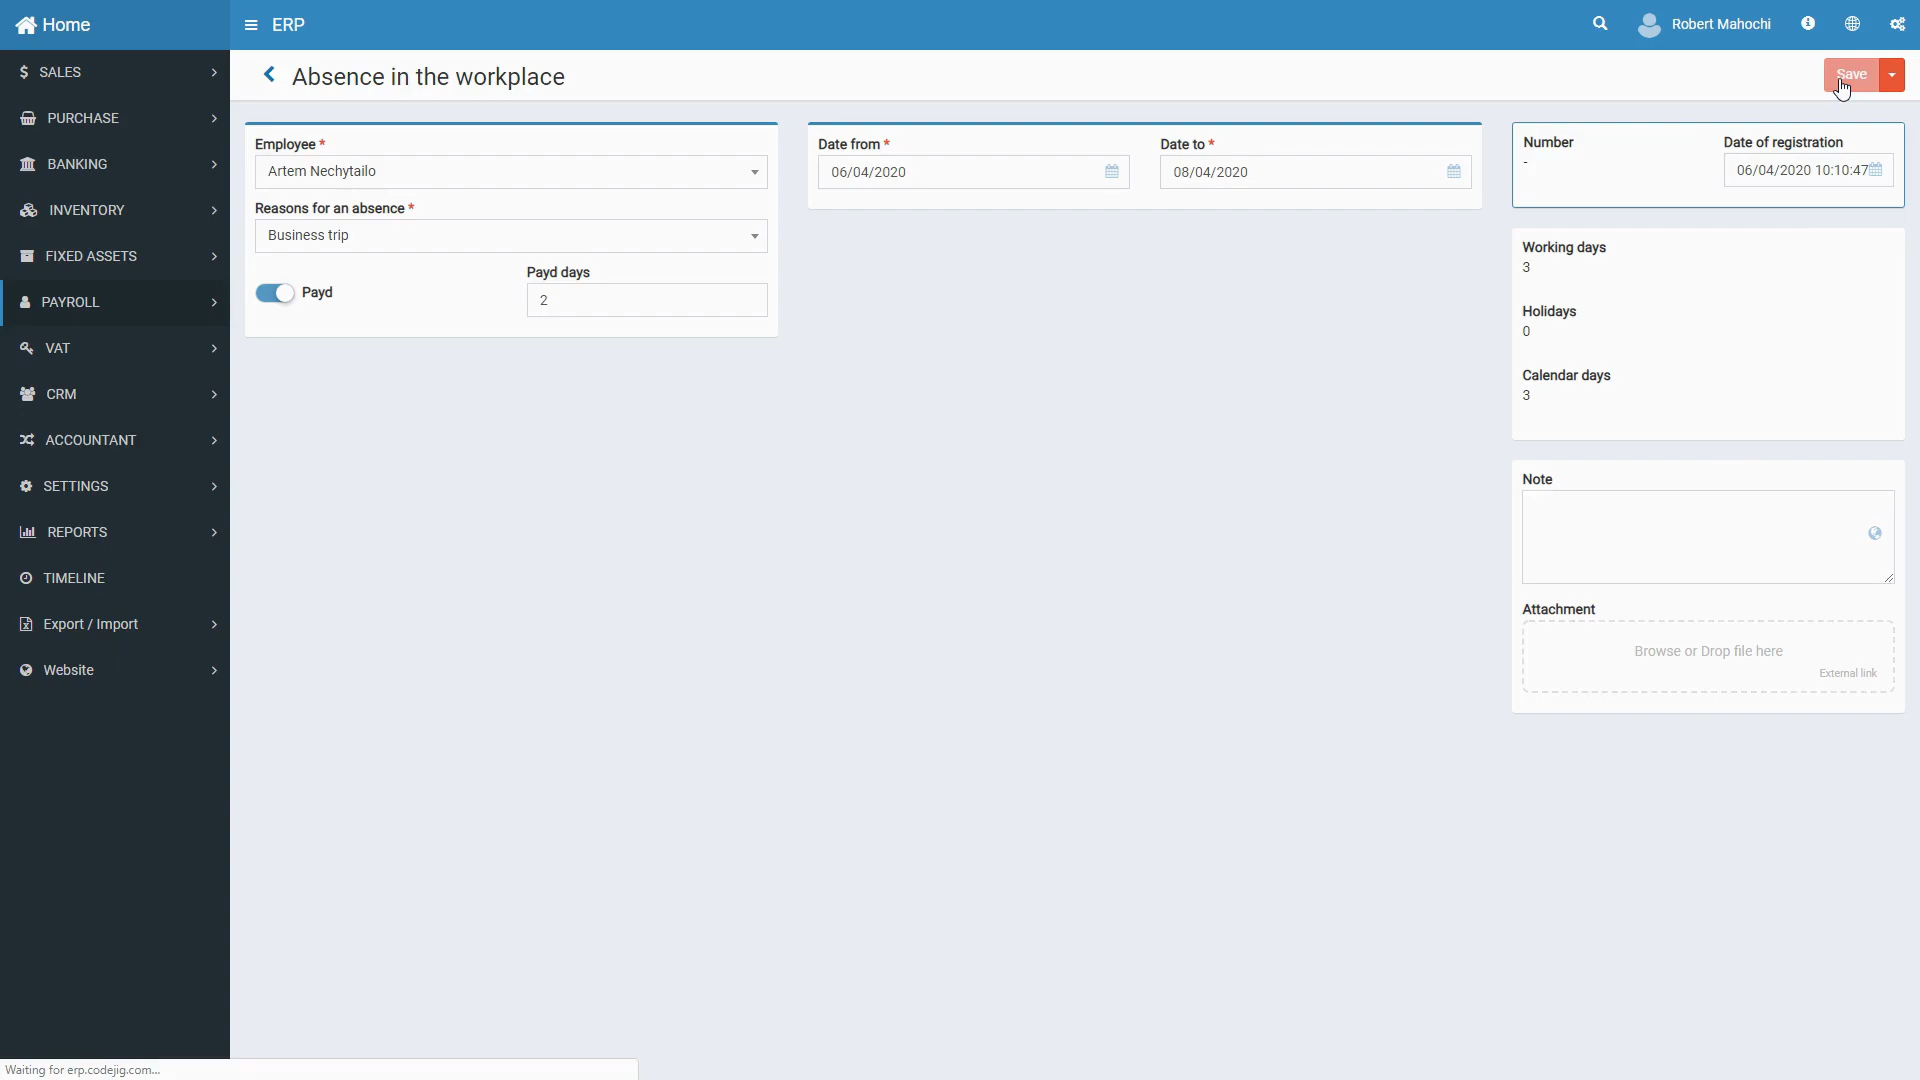 Home
ERP
Robert Mahochi
SALES
PURCHASE
BANKING
INVENTORY
FIXED ASSETS
PAYROLL
VAT
CRM
ACCOUNTANT
SETTINGS
REPORTS
TIMELINE
Export / Import
Website
Absence in the workplace
Save
Employee *
Artem Nechytailo
Reasons for an absence *
Business trip
Payd
Payd days
2
Date from *
06/04/2020
Date to *
08/04/2020
Number
-
Date of registration
06/04/2020 10:10:47
Working days
3
Holidays
0
Calendar days
3
Note
Attachment
Browse or Drop file here
External link
Waiting for erp.codejig.com...